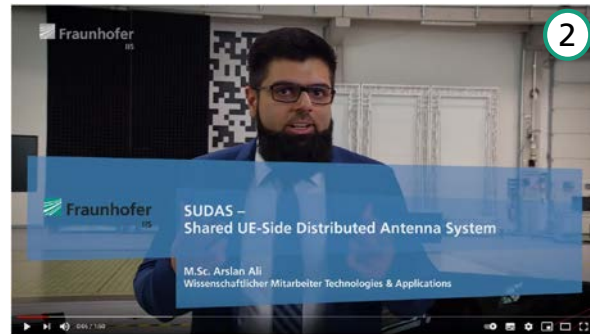 Fraunhofer
IIS
2
Fraunhofer
IIS
SUDAS –
Shared UE-Side Distributed Antenna System
M.Sc. Arslan Ali
Wissenschaftlicher Mitarbeiter Technologies & Applications